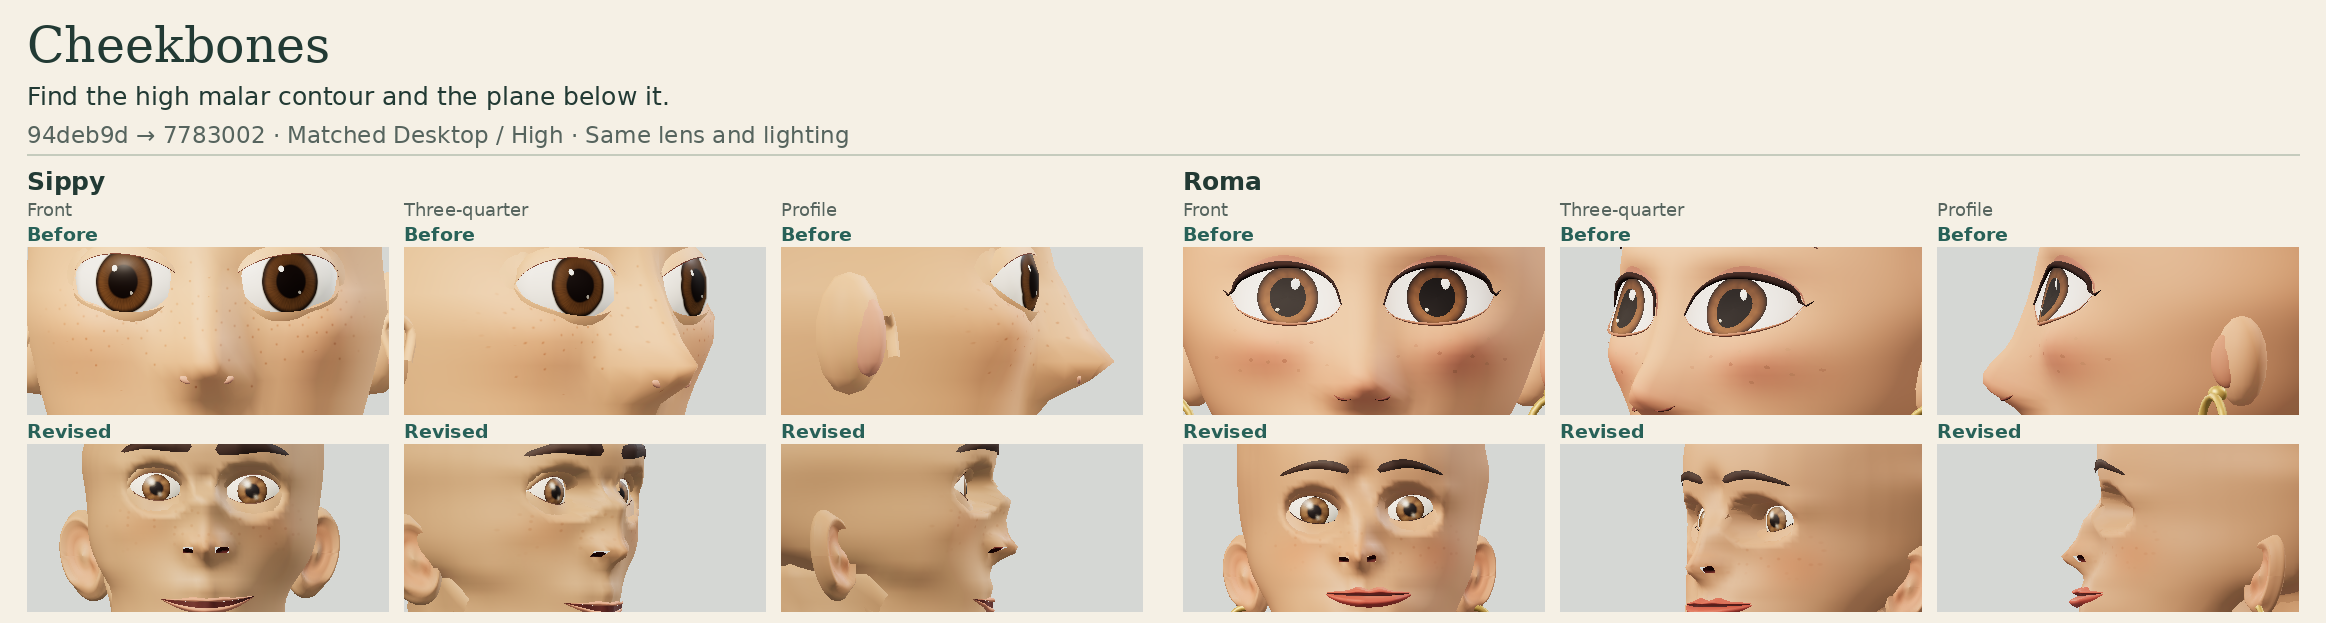 Cheekbones
Find the high malar contour and the plane below it.
94deb9d → 7783002 · Matched Desktop / High · Same lens and lighting
Sippy
Roma
Front
Three-quarter
Profile
Front
Three-quarter
Profile
Before
Before
Before
Before
Before
Before
Revised
Revised
Revised
Revised
Revised
Revised